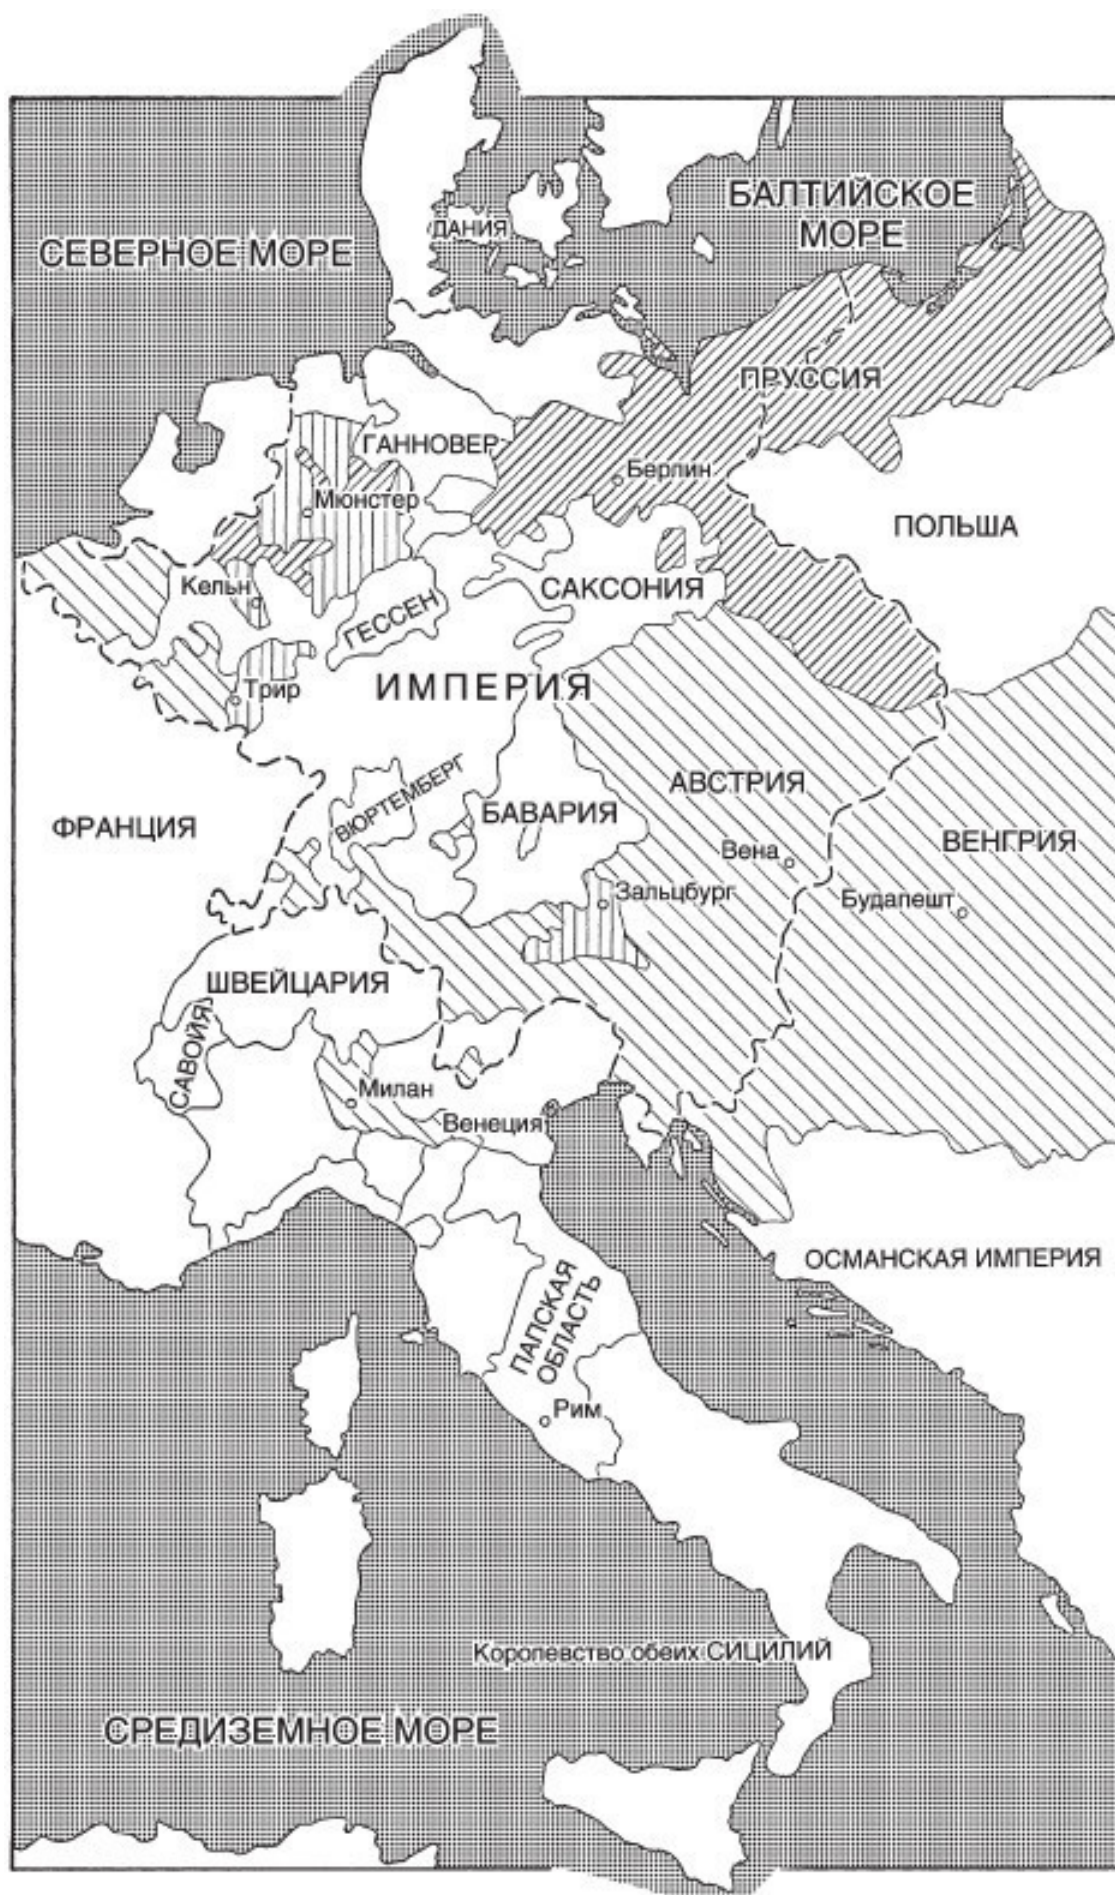 БАЛТИЙСКОЕ
МОРЕ
ДАНИЯ
СЕВЕРНОЕ МОРЕ
ПРУССИЯ
ГАННОВЕР
Берлин
Мюнстер
ПОЛЬША
Кельн
ГЕССЕН
САКСОНИЯ
Трир
ИМПЕРИЯ
ВЮРТЕМБЕРГ
АВСТРИЯ
БАВАРИЯ
ФРАНЦИЯ
ВЕНГРИЯ
Вена
Зальцбург
Будапешт
ШВЕЙЦАРИЯ
САВОЙЯ
Милан
Венеция
ОСМАНСКАЯ ИМПЕРИЯ
ПАПСКАЯ
ОБЛАСТЬ
Рим
Королевство обеих СИЦИЛИЙ
СРЕДИЗЕМНОЕ МОРЕ